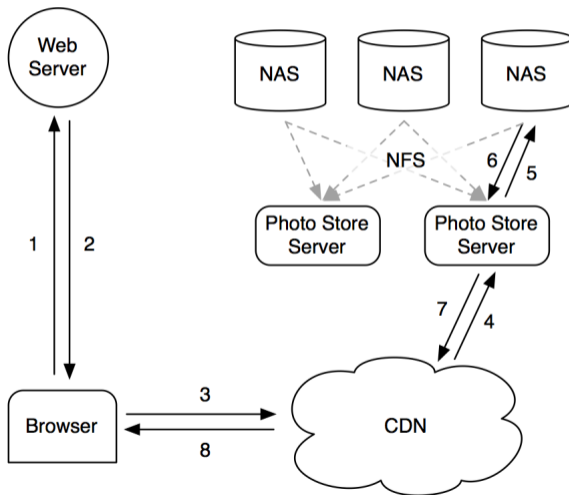 Web
Server
NAS
NAS
NAS
NFS
6
5
Photo Store
Server
Photo Store
Server
1
2
7
4
3
Browser
CDN
8